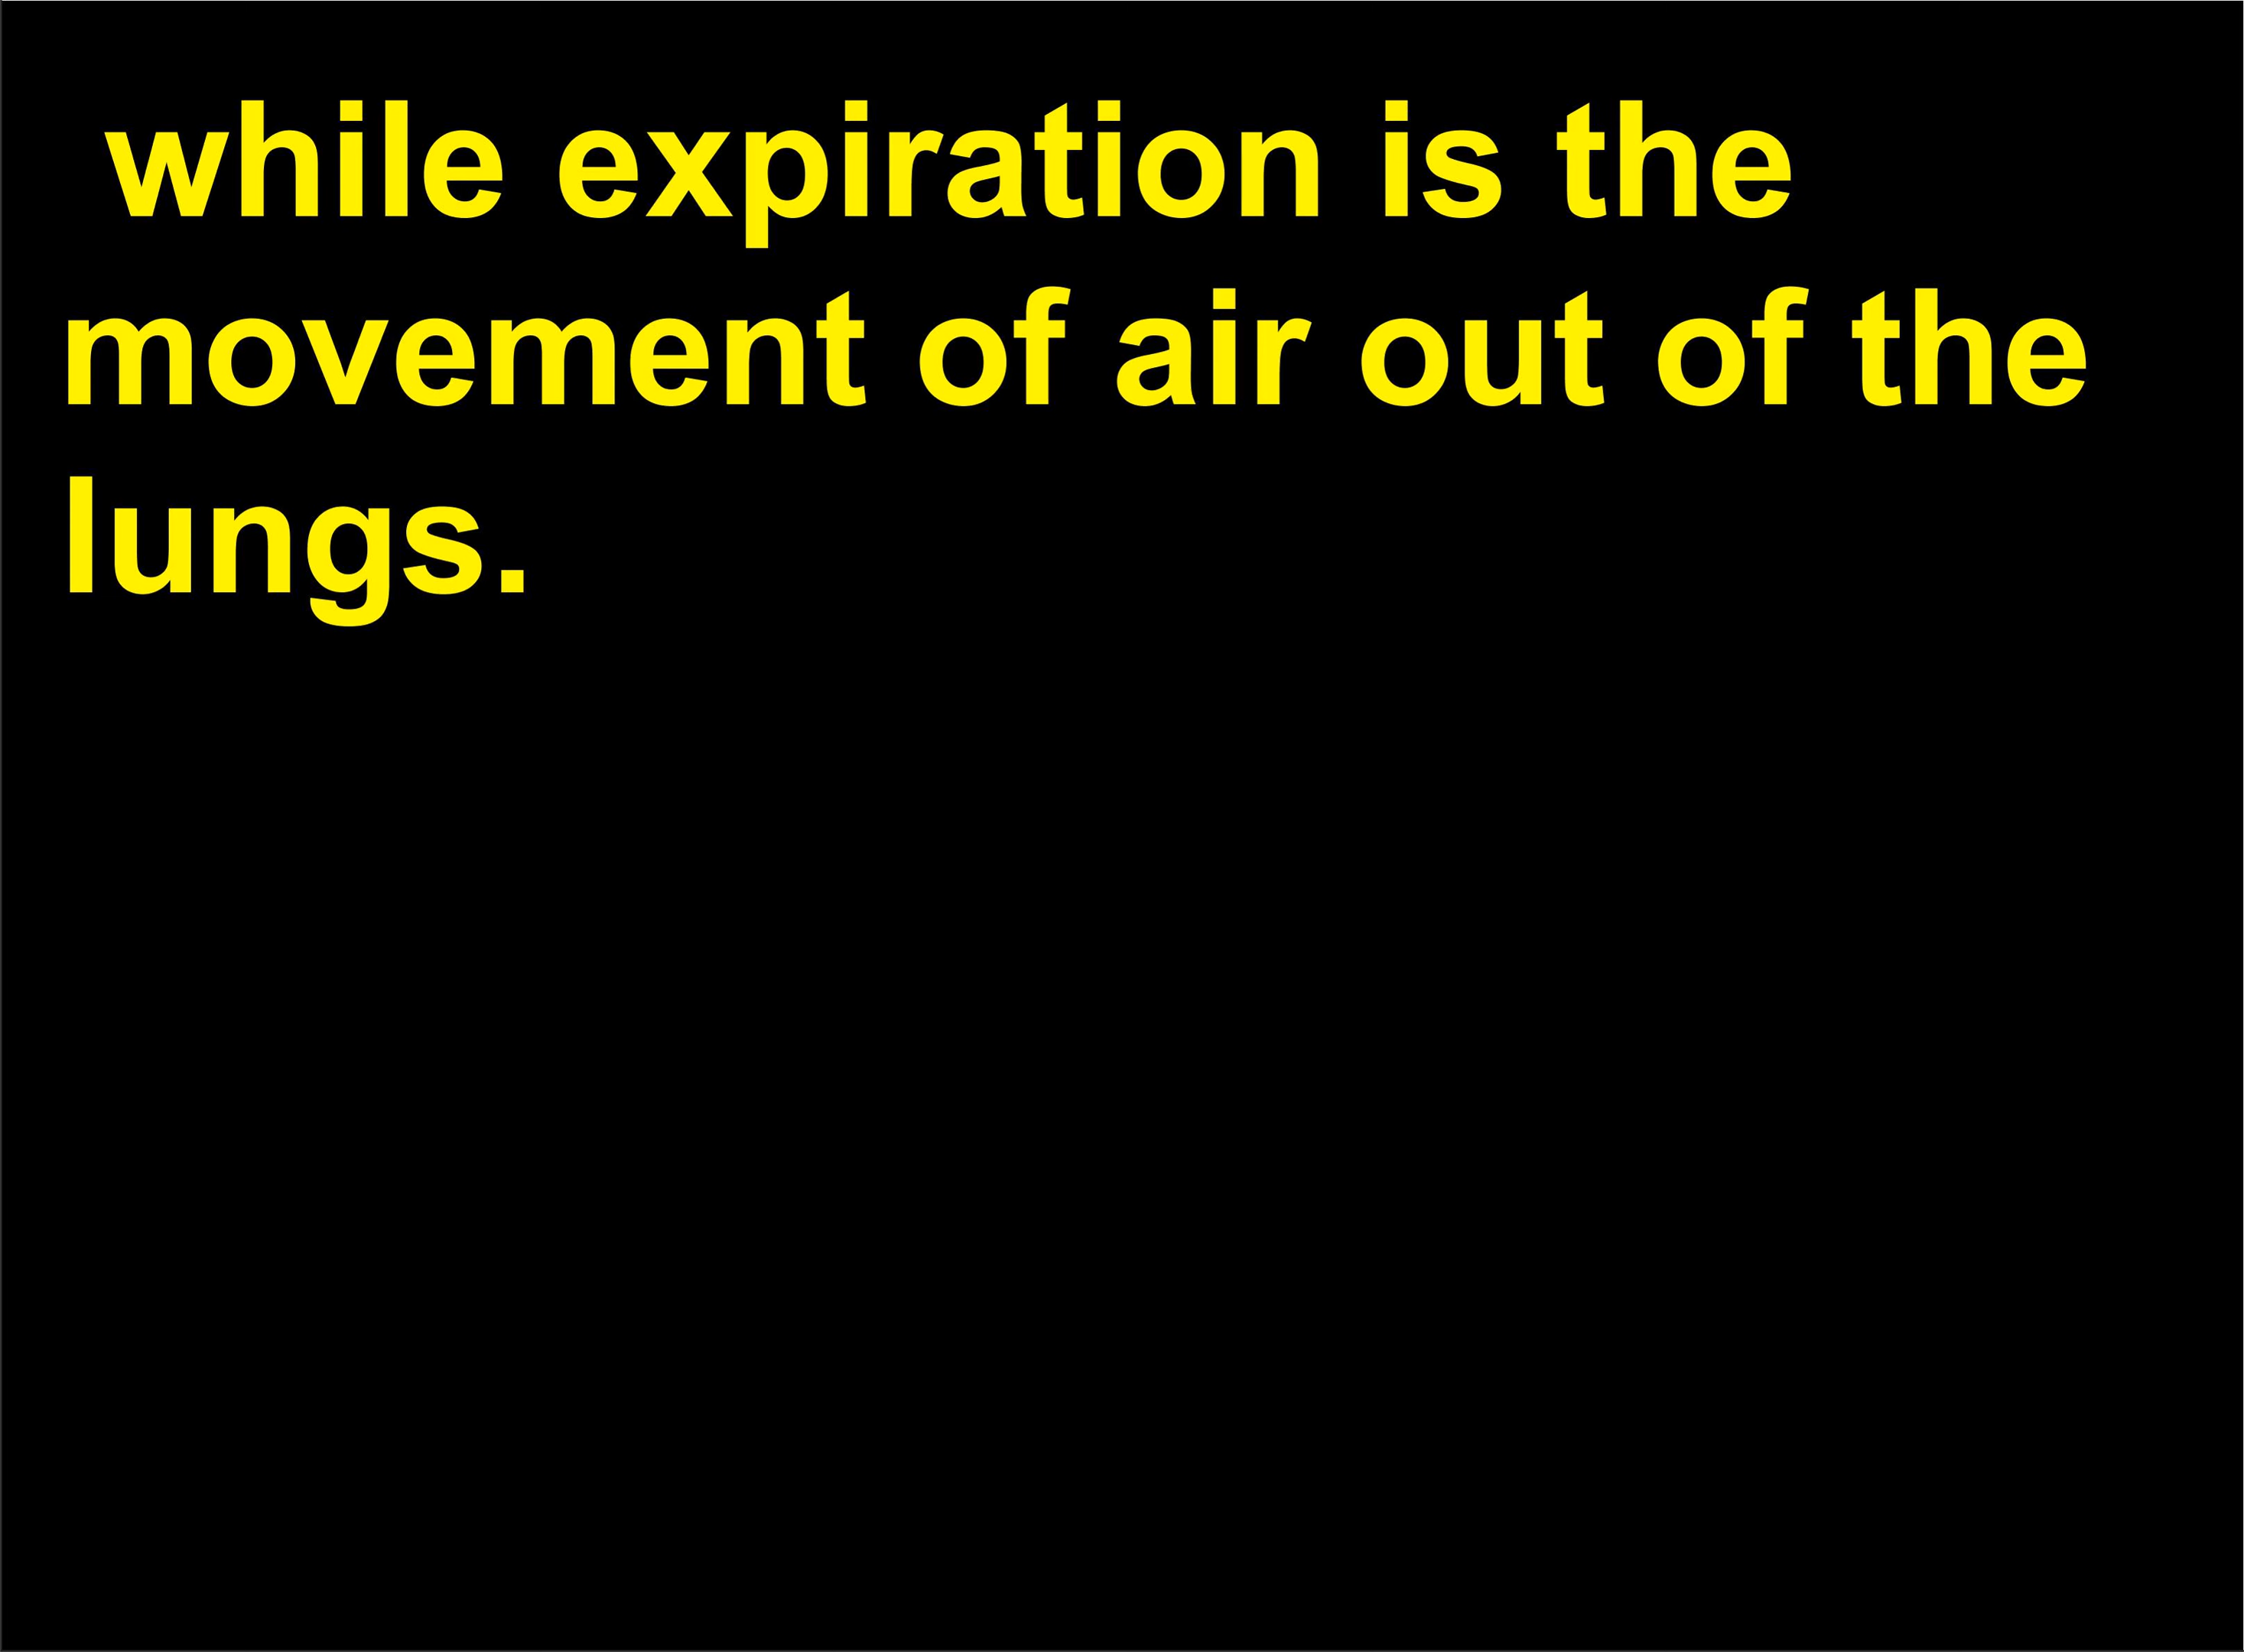 while expiration is the
movement of air out of the
lungs.